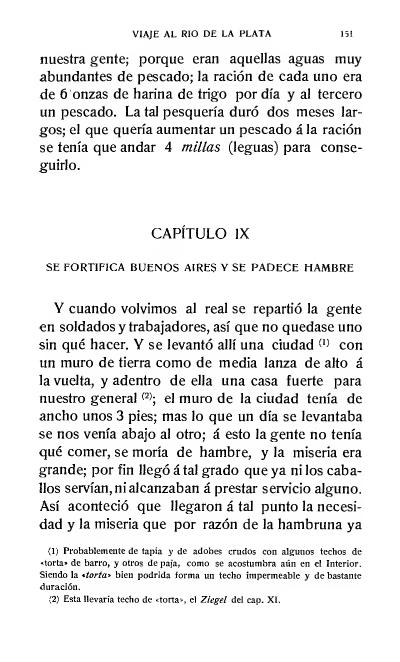 VIAJE AL RIO DE LA PLATA 151
nuestra gente; porque eran aquellas aguas muy
abundantes de pescado; la ración de cada uno era
de 6 onzas de harina de trigo por día y al tercero
un pescado. La tal pesquería duró dos meses lar-
gos; el que quería aumentar un pescado á la ración
se tenía que andar 4 millas (leguas) para conse-
guirlo.
CAPÍTULO IX
SE FORTIFICA BUENOS AIRES Y SE PADECE HAMBRE
Y cuando volvimos al real se repartió la gente
en soldados y trabajadores, así que no quedase uno
sin qué hacer. Y se levantó allí una ciudad (1) con
un muro de tierra como de media lanza de alto á
la vuelta, y adentro de ella una casa fuerte para
nuestro general (2); el muro de la ciudad tenía de
ancho unos 3 pies; mas lo que un día se levantaba
se nos venía abajo al otro; á esto la gente no tenía
qué comer, se moría de hambre, y la miseria era
grande; por fin llegó á tal grado que ya ni los caba-
llos servían, ni alcanzaban á prestar servicio alguno.
Así aconteció que llegaron á tal punto la necesi-
dad y la miseria que por razón de la hambruna ya
(1) Probablemente de tapia y de adobes crudos con algunos techos de
«torta» de barro, y otros de paja, como se acostumbra aún en el Interior.
Siendo la «torta» bien podrida forma un techo impermeable y de bastante
duración.
(2) Esta llevaría techo de «torta», el Ziegel del cap. XI.